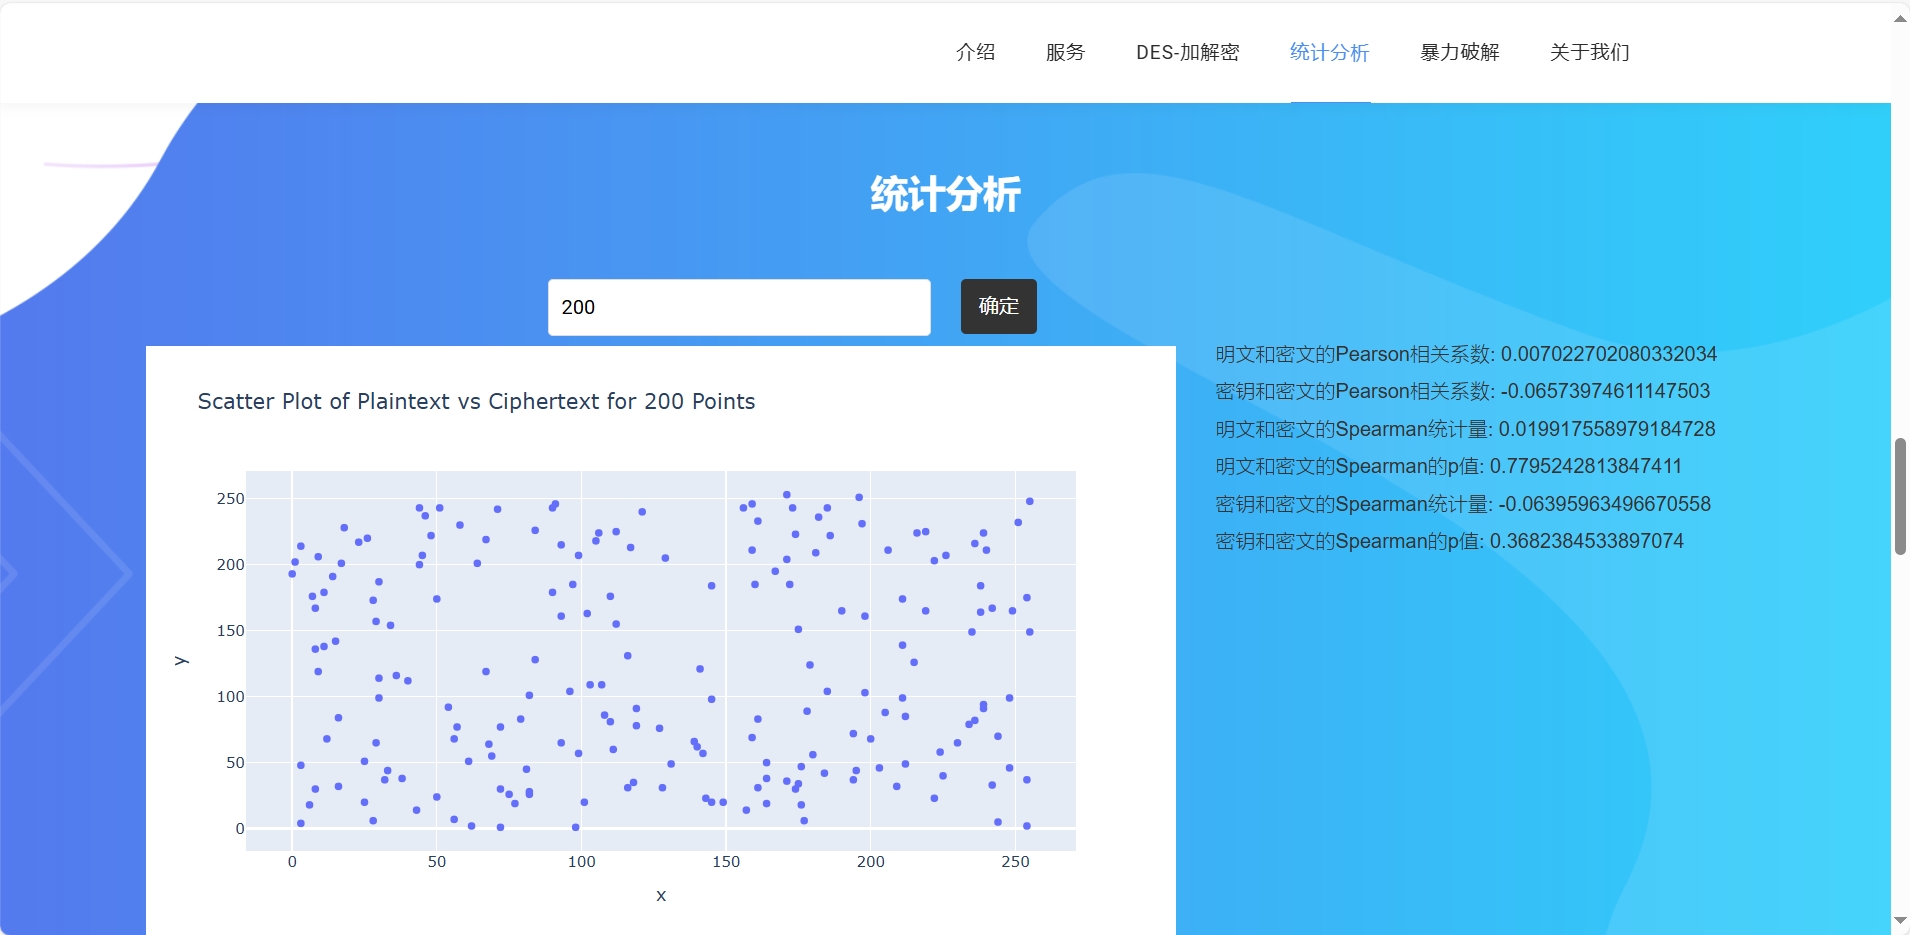 介绍 服务 DES-加解密 统计分析 暴力破解 关于我们
统计分析
200 确定
明文和密文的Pearson相关系数: 0.007022702080332034
密钥和密文的Pearson相关系数: -0.06573974611147503
明文和密文的Spearman统计量: 0.019917558979184728
明文和密文的Spearman的p值: 0.7795242813847411
密钥和密文的Spearman统计量: -0.06395963496670558
密钥和密文的Spearman的p值: 0.3682384533897074
Scatter Plot of Plaintext vs Ciphertext for 200 Points
250
200
150
100
50
0
y
0 50 100 150 200 250
x